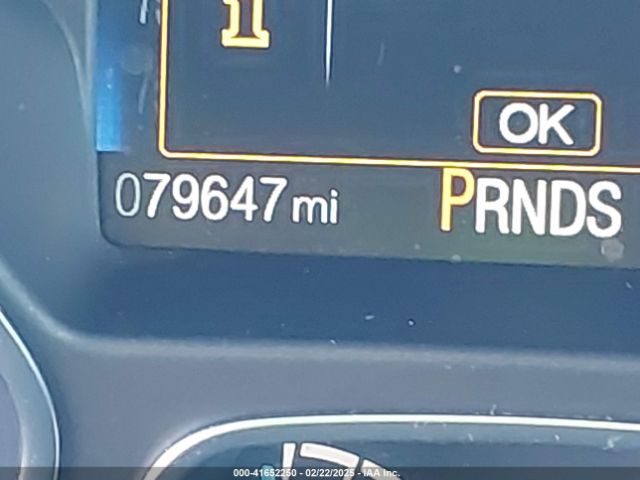 i
OK
079647 mi PRNDS
000-41652250 - 02/22/2025 - IAA Inc.